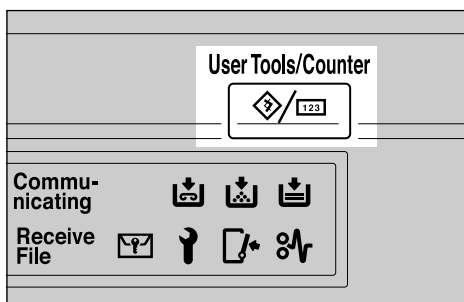 User Tools/Counter
123
Commu-
nicating
Receive
File